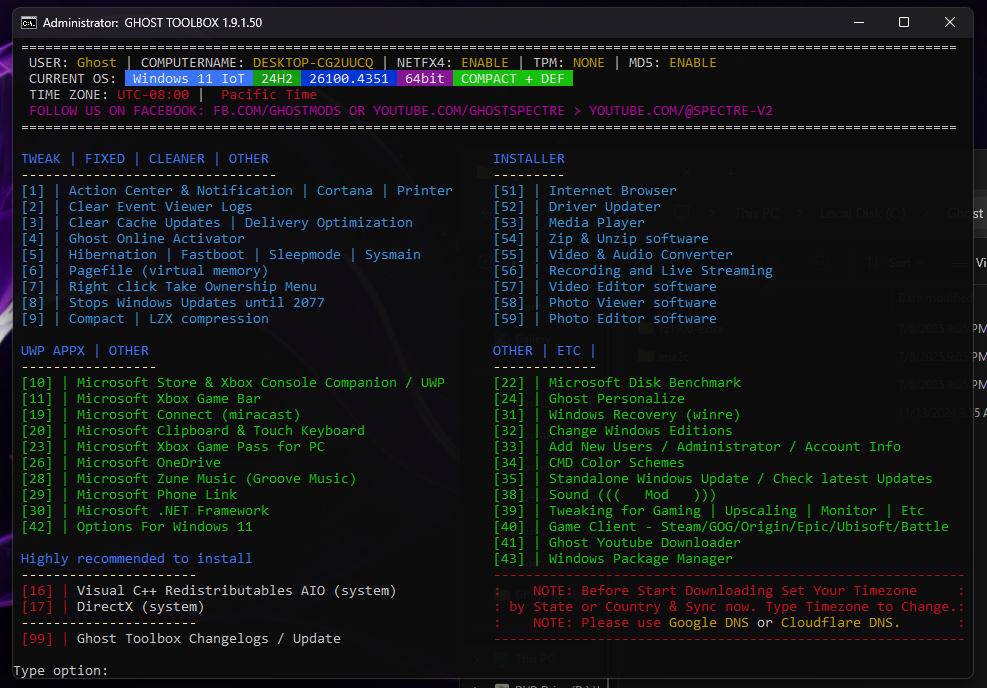 Administrator: GHOST TOOLBOX 1.9.1.50
USER: Ghost | COMPUTERNAME: DESKTOP-CG2UUCQ | NETFX4: ENABLE | TPM: NONE | MD5: ENABLE
CURRENT OS: Windows 11 IoT 24H2 26100.4351 64bit COMPACT + DEF
TIME ZONE: UTC-08:00 | Pacific Time
FOLLOW US ON FACEBOOK: FB.COM/GHOSTMODS OR YOUTUBE.COM/GHOSTSPECTRE > YOUTUBE.COM/@SPECTRE-V2
TWEAK | FIXED | CLEANER | OTHER
[1] | Action Center & Notification | Cortana | Printer
[2] | Clear Event Viewer Logs
[3] | Clear Cache Updates | Delivery Optimization
[4] | Ghost Online Activator
[5] | Hibernation | Fastboot | Sleepmode | Sysmain
[6] | Pagefile (virtual memory)
[7] | Right click Take Ownership Menu
[8] | Stops Windows Updates until 2077
[9] | Compact | LZX compression
INSTALLER
[51] | Internet Browser
[52] | Driver Updater
[53] | Media Player
[54] | Zip & Unzip software
[55] | Video & Audio Converter
[56] | Recording and Live Streaming
[57] | Video Editor software
[58] | Photo Viewer software
[59] | Photo Editor software
UWP APPX | OTHER
[10] | Microsoft Store & Xbox Console Companion / UWP
[11] | Microsoft Xbox Game Bar
[19] | Microsoft Connect (miracast)
[20] | Microsoft Clipboard & Touch Keyboard
[23] | Microsoft Xbox Game Pass for PC
[26] | Microsoft OneDrive
[28] | Microsoft Zune Music (Groove Music)
[29] | Microsoft Phone Link
[30] | Microsoft .NET Framework
[42] | Options For Windows 11
OTHER | ETC |
[22] | Microsoft Disk Benchmark
[24] | Ghost Personalize
[31] | Windows Recovery (winre)
[32] | Change Windows Editions
[33] | Add New Users / Administrator / Account Info
[34] | CMD Color Schemes
[35] | Standalone Windows Update / Check latest Updates
[38] | Sound (((   Mod   )))
[39] | Tweaking for Gaming | Upscaling | Monitor | Etc
[40] | Game Client - Steam/GOG/Origin/Epic/Ubisoft/Battle
[41] | Ghost Youtube Downloader
[43] | Windows Package Manager
Highly recommended to install
[16] | Visual C++ Redistributables AIO (system)
[17] | DirectX (system)
[99] | Ghost Toolbox Changelogs / Update
: NOTE: Before Start Downloading Set Your Timezone :
: by State or Country & Sync now. Type Timezone to Change.:
: NOTE: Please use Google DNS or Cloudflare DNS. :
Type option:
This PC
Local Disk (C:)
Ghost
Sort
Date modified
This PC